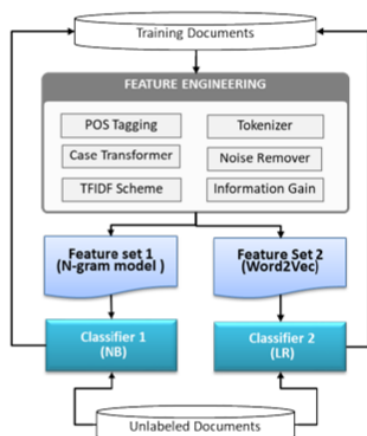 Training Documents
FEATURE ENGINEERING
POS Tagging
Tokenizer
Case Transformer
Noise Remover
TFIDF Scheme
Information Gain
Feature set 1
(N-gram model )
Feature Set 2
(Word2Vec)
Classifier 1
(NB)
Classifier 2
(LR)
Unlabeled Documents